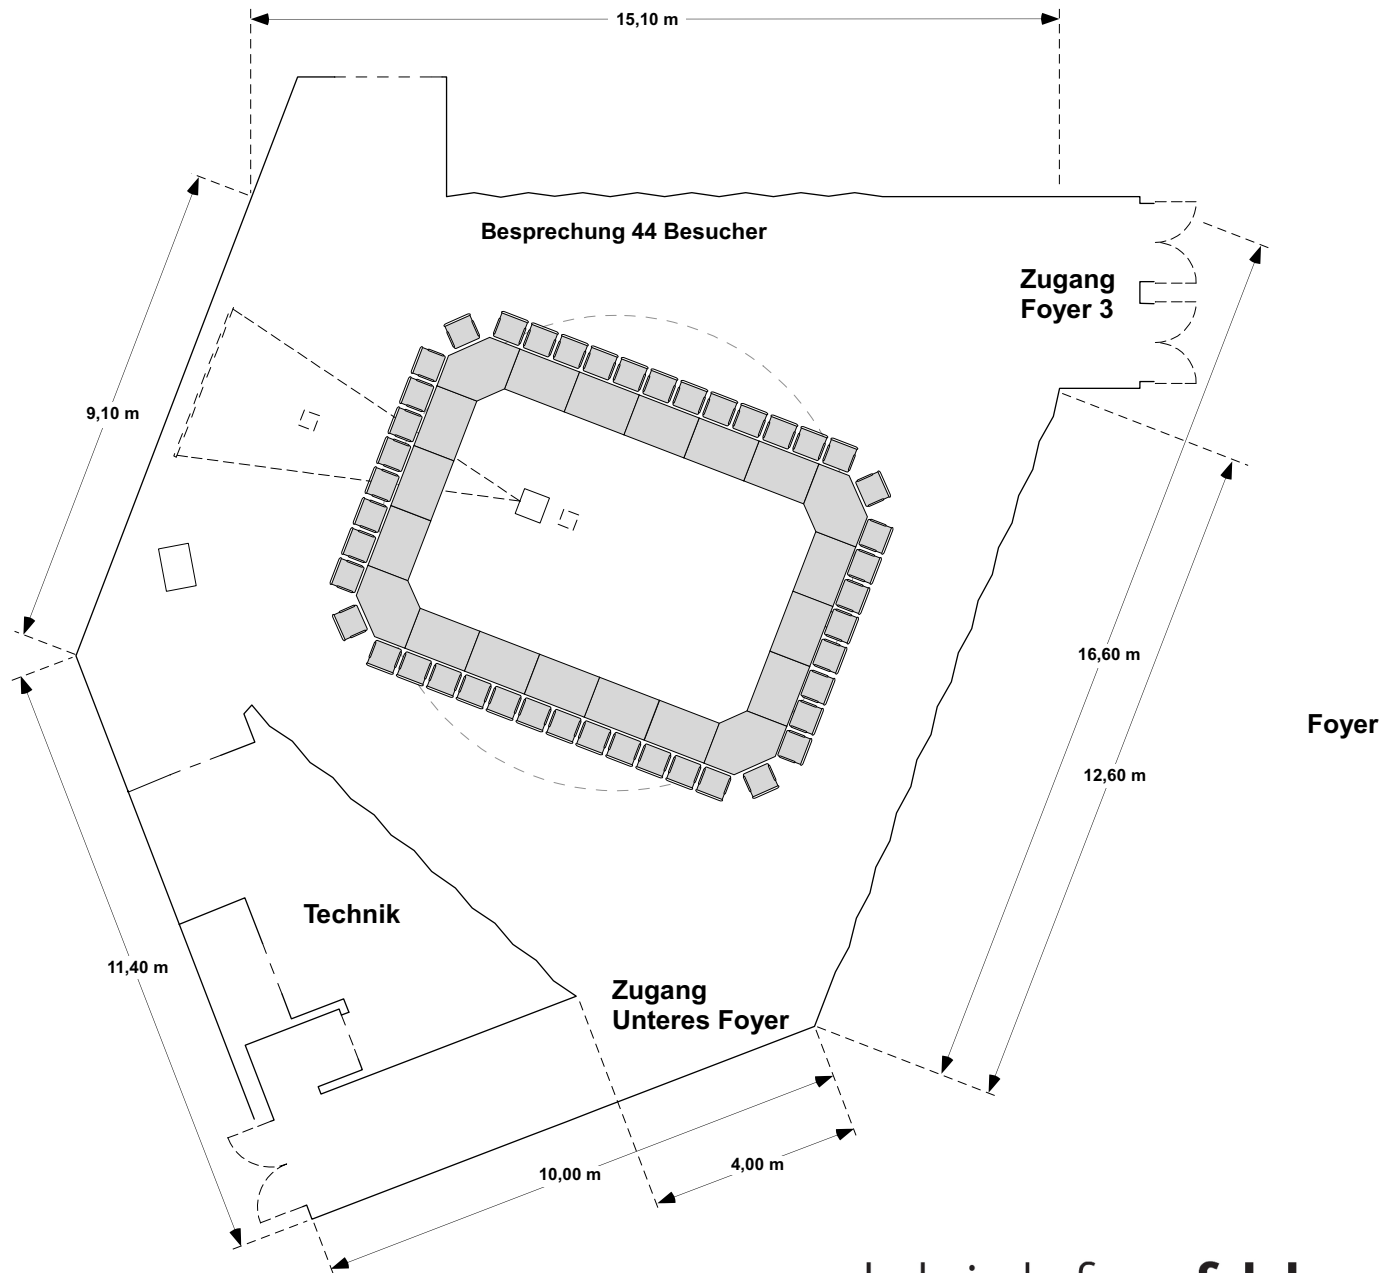 15,10 m
Besprechung 44 Besucher
Zugang
Foyer 3
9,10 m
16,60 m
Foyer
12,60 m
Technik
11,40 m
Zugang
Unteres Foyer
4,00 m
10,00 m